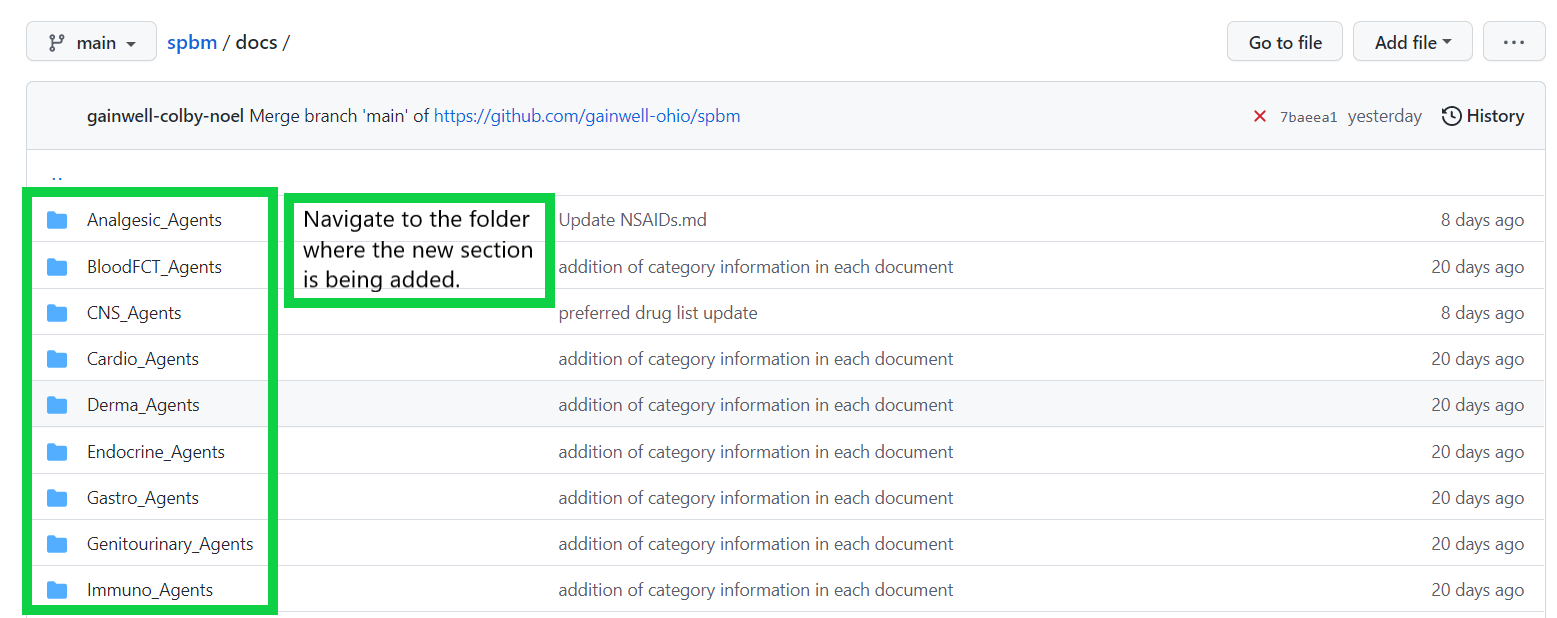 main spbm / docs / Go to file Add file ...
gainwell-colby-noel Merge branch 'main' of https://github.com/gainwell-ohio/spbm 7baeea1 yesterday History
..
Analgesic_Agents Update NSAIDs.md 8 days ago
Navigate to the folder
where the new section
is being added.
BloodFCT_Agents addition of category information in each document 20 days ago
CNS_Agents preferred drug list update 8 days ago
Cardio_Agents addition of category information in each document 20 days ago
Derma_Agents addition of category information in each document 20 days ago
Endocrine_Agents addition of category information in each document 20 days ago
Gastro_Agents addition of category information in each document 20 days ago
Genitourinary_Agents addition of category information in each document 20 days ago
Immuno_Agents addition of category information in each document 20 days ago